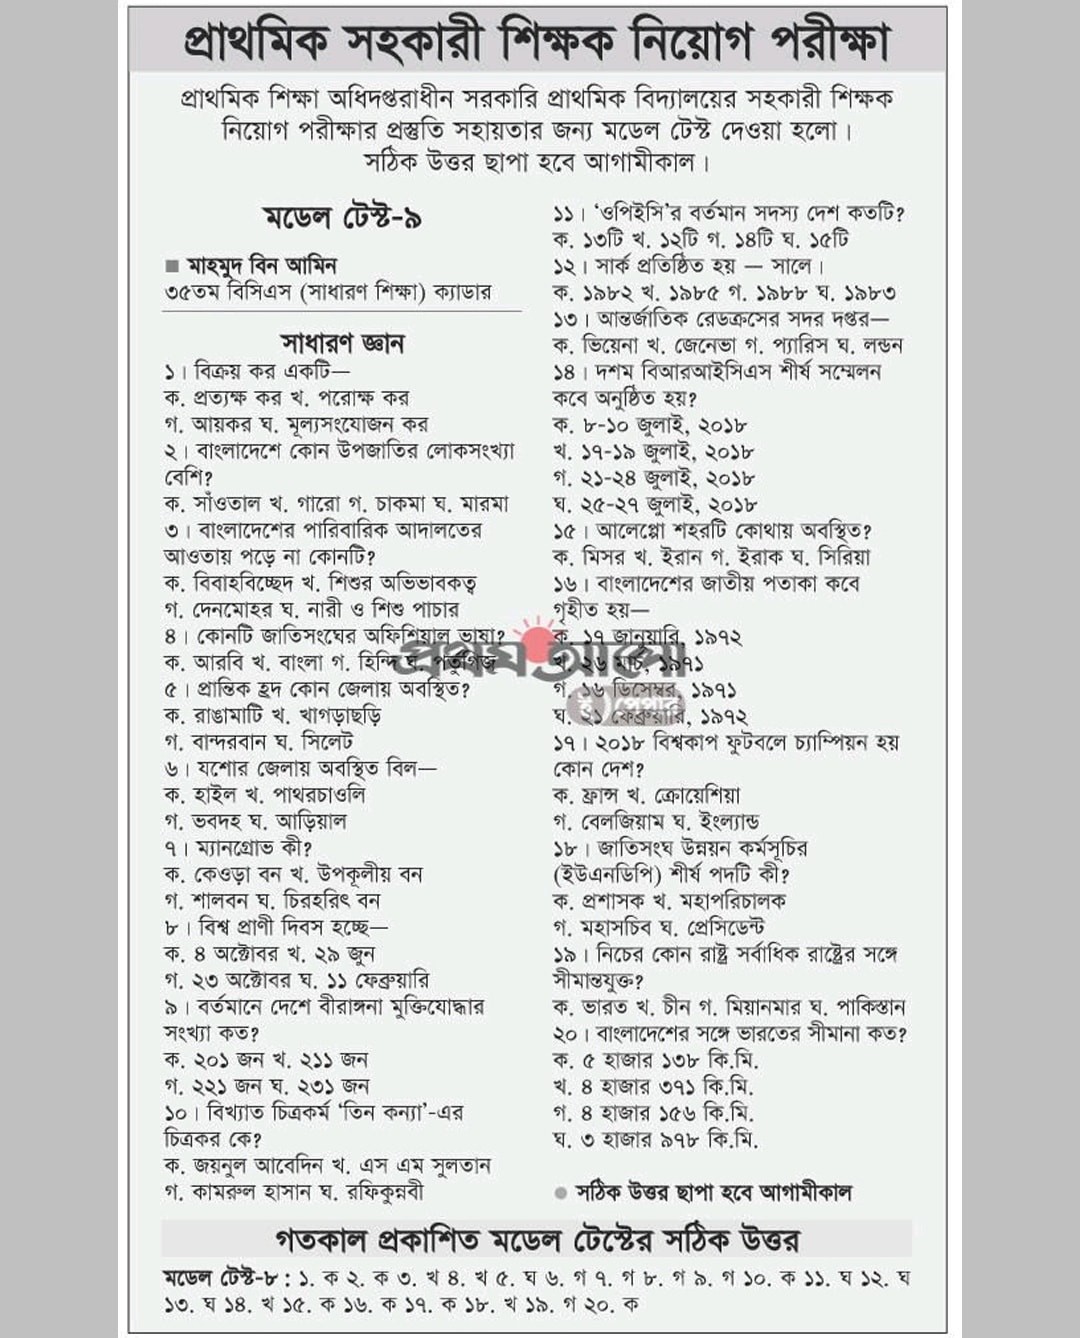 প্রাথমিক সহকারী শিক্ষক নিয়োগ পরীক্ষা
প্রাথমিক শিক্ষা অধিদপ্তরাধীন সরকারি প্রাথমিক বিদ্যালয়ের সহকারী শিক্ষক
নিয়োগ পরীক্ষার প্রস্তুতি সহায়তার জন্য মডেল টেস্ট দেওয়া হলো।
সঠিক উত্তর ছাপা হবে আগামীকাল।
মডেল টেস্ট-৯
■ মাহমুদ বিন আমিন
৩৫তম বিসিএস (সাধারণ শিক্ষা) ক্যাডার
সাধারণ জ্ঞান
১। বিক্রয় কর একটি—
ক. প্রত্যক্ষ কর খ. পরোক্ষ কর
গ. আয়কর ঘ. মূল্যসংযোজন কর
২। বাংলাদেশে কোন উপজাতির লোকসংখ্যা
বেশি?
ক. সাঁওতাল খ. গারো গ. চাকমা ঘ. মারমা
৩। বাংলাদেশের পারিবারিক আদালতের
আওতায় পড়ে না কোনটি?
ক. বিবাহবিচ্ছেদ খ. শিশুর অভিভাবকত্ব
গ. দেনমোহর ঘ. নারী ও শিশু পাচার
৪। কোনটি জাতিসংঘের অফিশিয়াল ভাষা?
ক. আরবি খ. বাংলা গ. হিন্দি ঘ. পর্তুগিজ
৫। প্রান্তিক হ্রদ কোন জেলায় অবস্থিত?
ক. রাঙামাটি খ. খাগড়াছড়ি
গ. বান্দরবান ঘ. সিলেট
৬। যশোর জেলায় অবস্থিত বিল—
ক. হাইল খ. পাথরচাওলি
গ. ভবদহ ঘ. আড়িয়াল
৭। ম্যানগ্রোভ কী?
ক. কেওড়া বন খ. উপকূলীয় বন
গ. শালবন ঘ. চিরহরিৎ বন
৮। বিশ্ব প্রাণী দিবস হচ্ছে—
ক. ৪ অক্টোবর খ. ২৯ জুন
গ. ২৩ অক্টোবর ঘ. ১১ ফেব্রুয়ারি
৯। বর্তমানে দেশে বীরাঙ্গনা মুক্তিযোদ্ধার
সংখ্যা কত?
ক. ২০১ জন খ. ২১১ জন
গ. ২২১ জন ঘ. ২৩১ জন
১০। বিখ্যাত চিত্রকর্ম ‘তিন কন্যা’-এর
চিত্রকর কে?
ক. জয়নুল আবেদিন খ. এস এম সুলতান
গ. কামরুল হাসান ঘ. রফিকুন্নবী
১১। ‘ওপিইসি’র বর্তমান সদস্য দেশ কতটি?
ক. ১৩টি খ. ১২টি গ. ১৪টি ঘ. ১৫টি
১২। সার্ক প্রতিষ্ঠিত হয় — সালে।
ক. ১৯৮২ খ. ১৯৮৫ গ. ১৯৮৮ ঘ. ১৯৮৩
১৩। আন্তর্জাতিক রেডক্রসের সদর দপ্তর—
ক. ভিয়েনা খ. জেনেভা গ. প্যারিস ঘ. লন্ডন
১৪। দশম বিআরআইসিএস শীর্ষ সম্মেলন
কবে অনুষ্ঠিত হয়?
ক. ৮-১০ জুলাই, ২০১৮
খ. ১৭-১৯ জুলাই, ২০১৮
গ. ২১-২৪ জুলাই, ২০১৮
ঘ. ২৫-২৭ জুলাই, ২০১৮
১৫। আলেপ্পো শহরটি কোথায় অবস্থিত?
ক. মিসর খ. ইরান গ. ইরাক ঘ. সিরিয়া
১৬। বাংলাদেশের জাতীয় পতাকা কবে
গৃহীত হয়—
ক. ১৭ জানুয়ারি, ১৯৭২
খ. ২৬ মার্চ, ১৯৭১
গ. ১৬ ডিসেম্বর, ১৯৭১
ঘ. ২১ ফেব্রুয়ারি, ১৯৭২
১৭। ২০১৮ বিশ্বকাপ ফুটবলে চ্যাম্পিয়ন হয়
কোন দেশ?
ক. ফ্রান্স খ. ক্রোয়েশিয়া
গ. বেলজিয়াম ঘ. ইংল্যান্ড
১৮। জাতিসংঘ উন্নয়ন কর্মসূচির
(ইউএনডিপি) শীর্ষ পদটি কী?
ক. প্রশাসক খ. মহাপরিচালক
গ. মহাসচিব ঘ. প্রেসিডেন্ট
১৯। নিচের কোন রাষ্ট্র সর্বাধিক রাষ্ট্রের সঙ্গে
সীমান্তযুক্ত?
ক. ভারত খ. চীন গ. মিয়ানমার ঘ. পাকিস্তান
২০। বাংলাদেশের সঙ্গে ভারতের সীমানা কত?
ক. ৫ হাজার ১৩৮ কি.মি.
খ. ৪ হাজার ৩৭১ কি.মি.
গ. ৪ হাজার ১৫৬ কি.মি.
ঘ. ৩ হাজার ৯৭৮ কি.মি.
● সঠিক উত্তর ছাপা হবে আগামীকাল
প্রথম আলো
ই পেপার
গতকাল প্রকাশিত মডেল টেস্টের সঠিক উত্তর
মডেল টেস্ট-৮ : ১. ক ২. ক ৩. খ ৪. খ ৫. ঘ ৬. গ ৭. গ ৮. গ ৯. গ ১০. ক ১১. ঘ ১২. ঘ
১৩. ঘ ১৪. খ ১৫. ক ১৬. ক ১৭. ক ১৮. খ ১৯. গ ২০. ক